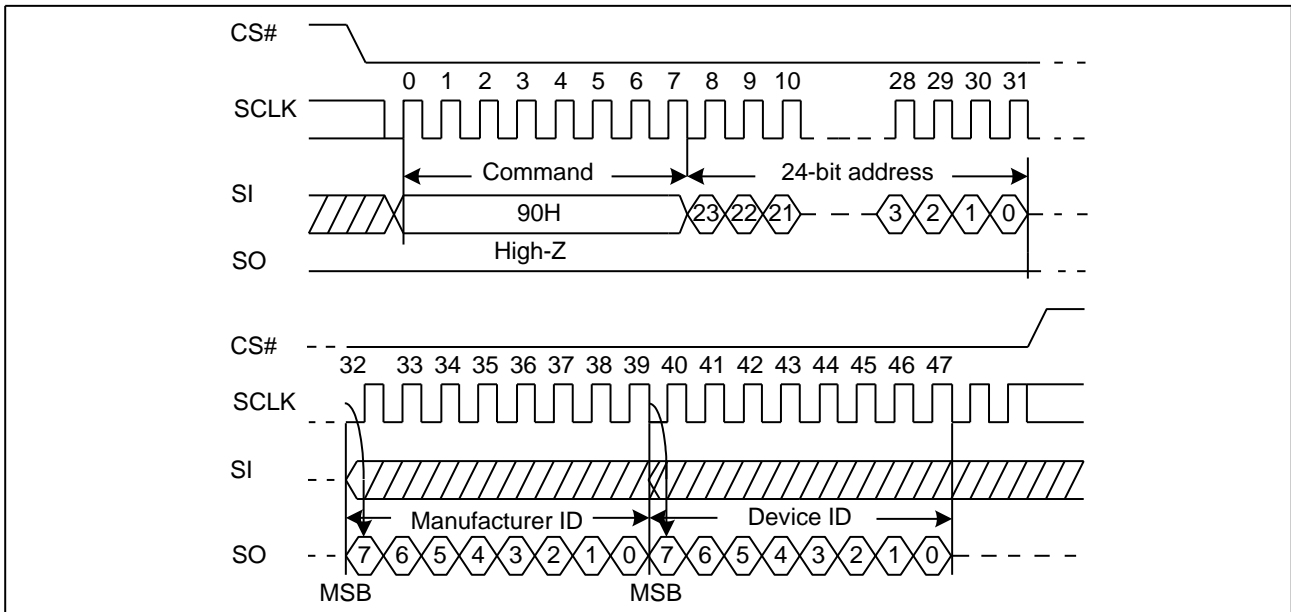 CS#
0 1 2 3 4 5 6 7 8 9 10 28 29 30 31
SCLK
Command 24-bit address
SI
90H 23 22 21 3 2 1 0
High-Z
SO
CS#
32 33 34 35 36 37 38 39 40 41 42 43 44 45 46 47
SCLK
SI
Manufacturer ID Device ID
SO 7 6 5 4 3 2 1 0 7 6 5 4 3 2 1 0
MSB MSB